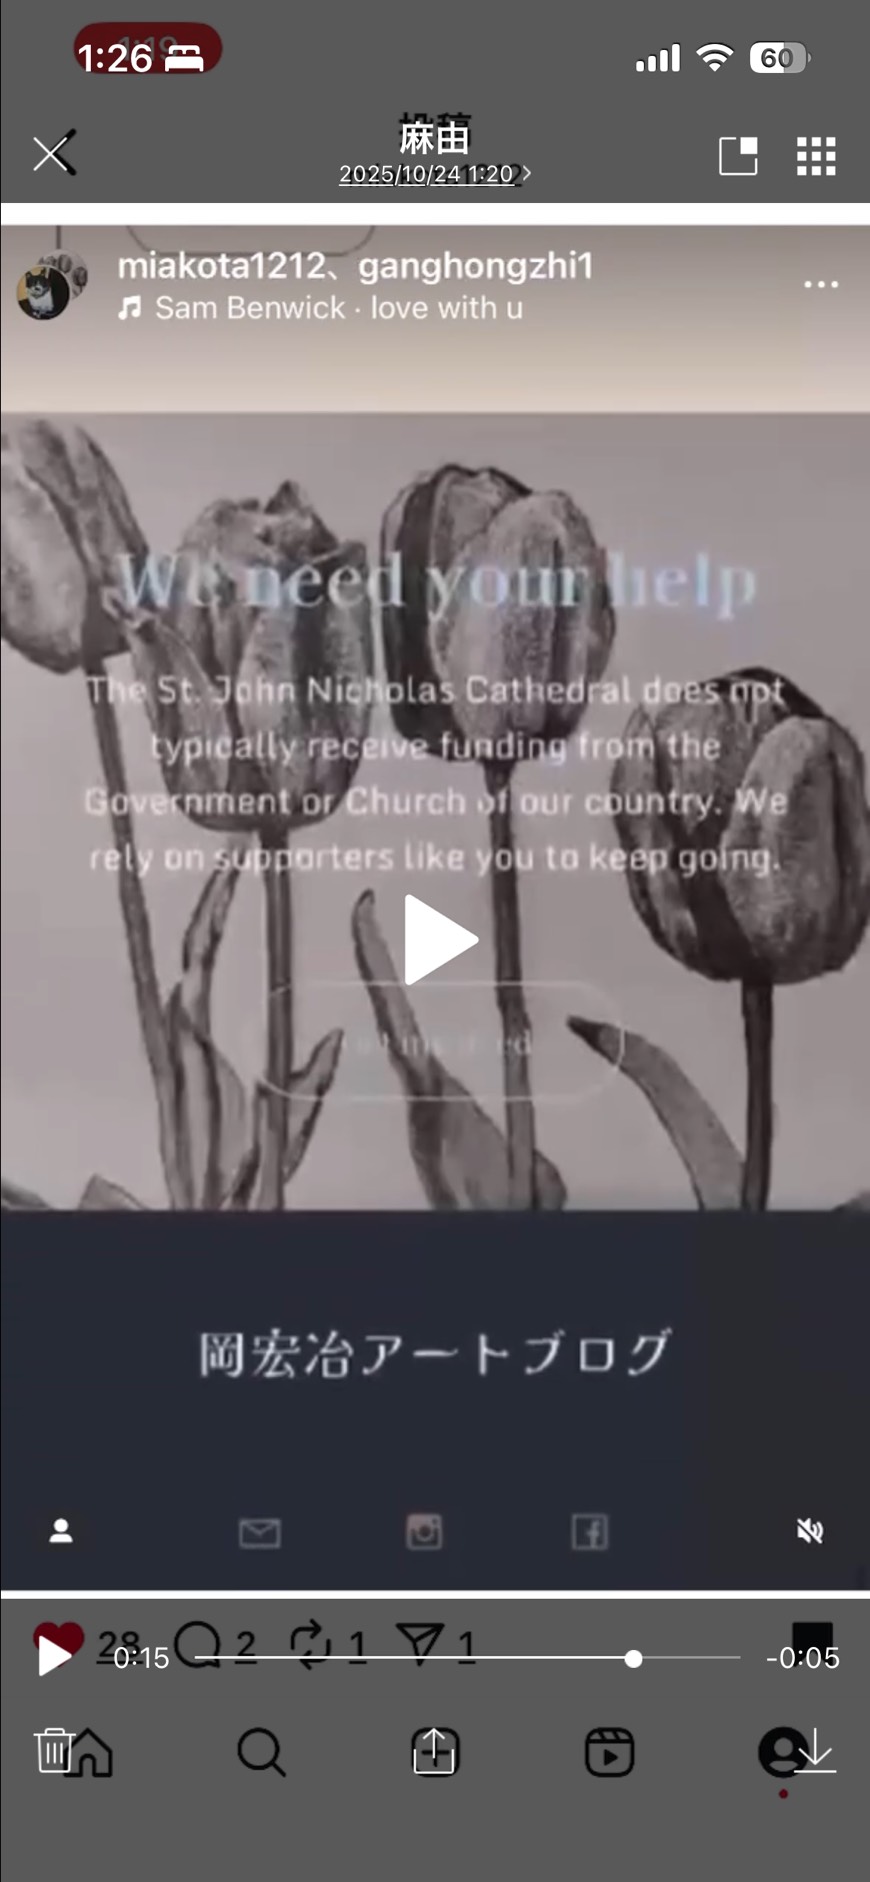 1:26
60
麻由
2025/10/24 1:20
miakota1212、ganghongzhi1
Sam Benwick · love with u
We need your help
The St. John Nicholas Cathedral does not
typically receive funding from the
Government or Church of our country. We
rely on supporters like you to keep going.
岡宏冶アートブログ
28 2 1 1
0:15 -0:05